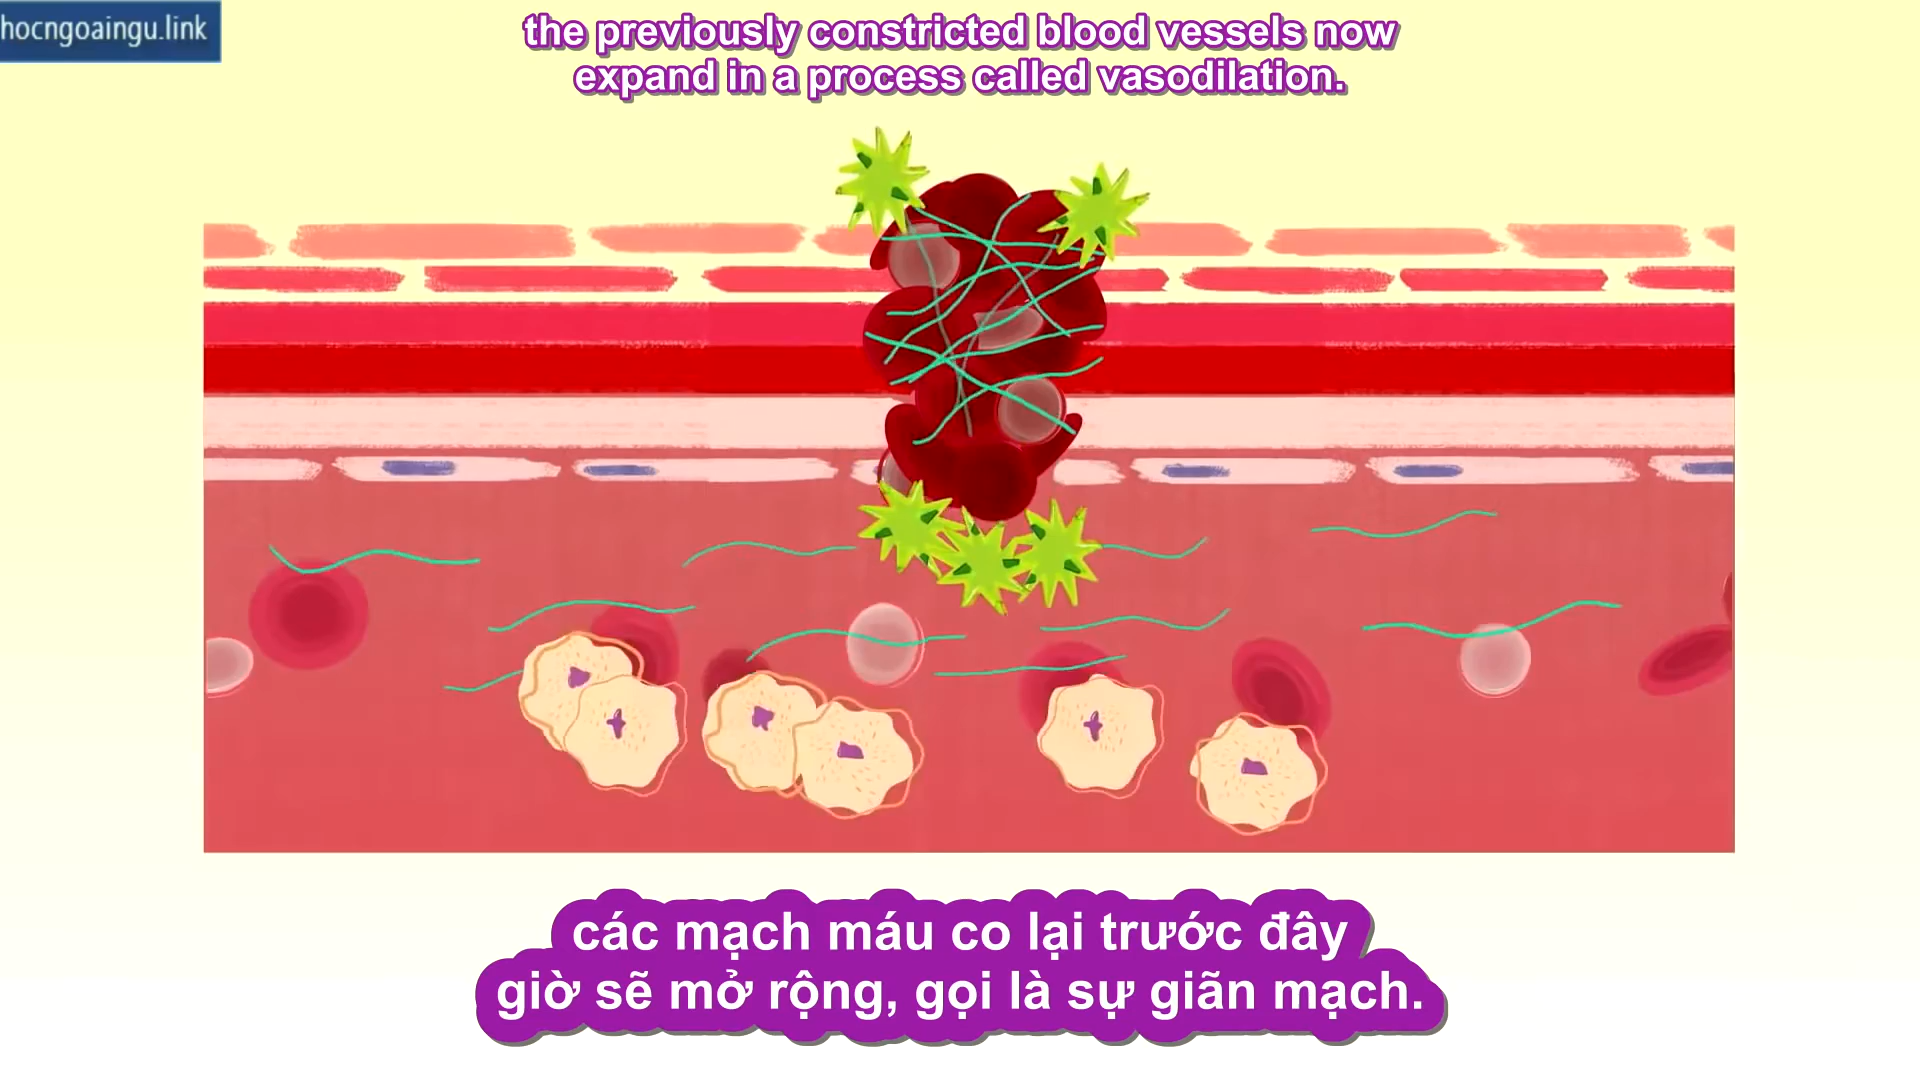 hocngoaingu.link
the previously constricted blood vessels now
expand in a process called vasodilation.
các mạch máu co lại trước đây
giờ sẽ mở rộng, gọi là sự giãn mạch.